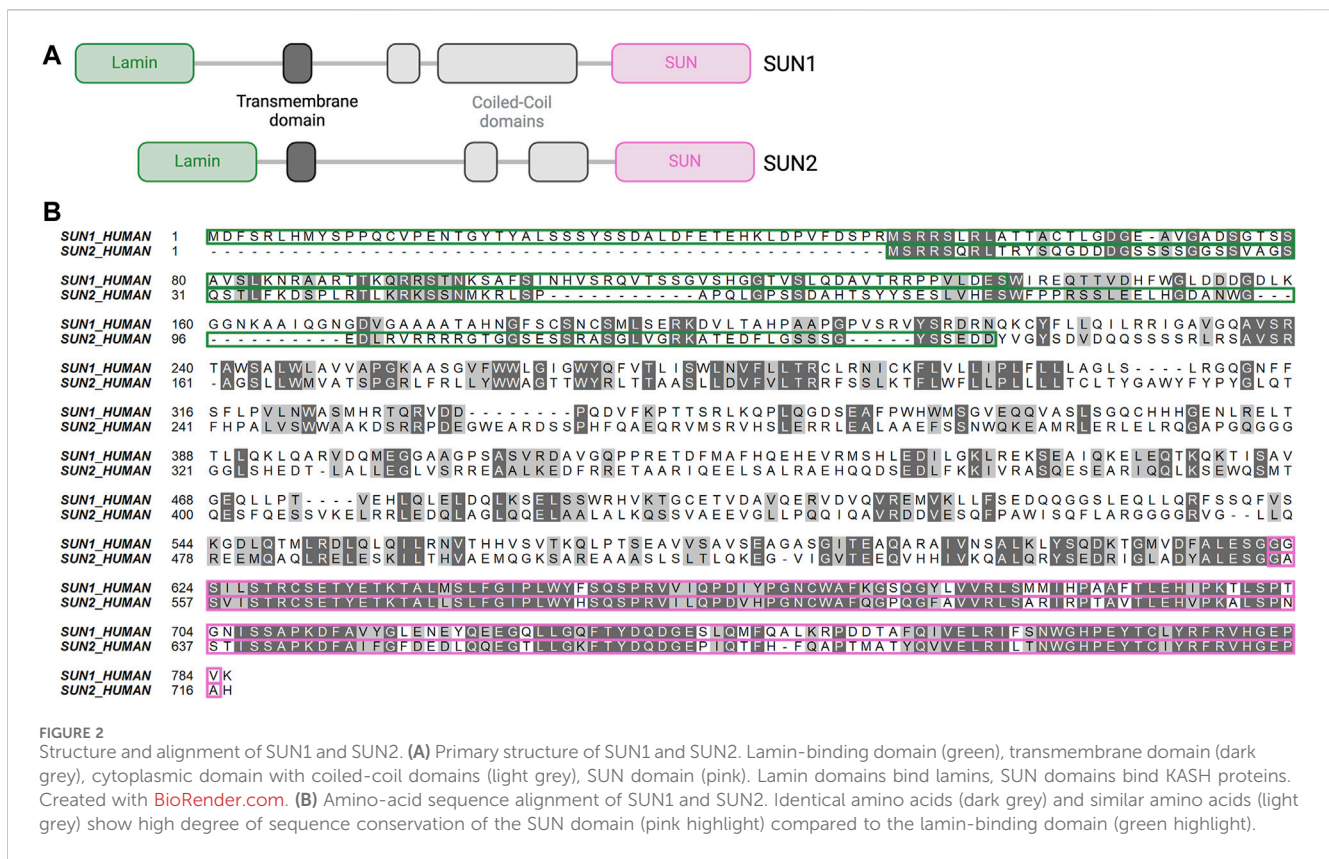 A
Lamin SUN SUN1
Transmembrane domain
Coiled-Coil domains
Lamin SUN SUN2
B
SUN1_HUMAN 1 MDFSRLHMYSPPQCVPENTGYTYALSSSYSSDALDFETEHKLDPVFDSPRMSRRSLRLATTACTLGDGE-AVGADSGTSS
SUN2_HUMAN 1 --------------------------------------------------MSRRSQRLTRYSQGDDDGSSSSGGSSVAGS
SUN1_HUMAN 80 AVSLKNRAARTTKQRRSTNKSAFSINHVSRQVTSSGVSHGGTVSLQDAVTRRPPVLDESWIREQTTVDHFWGLDDDGDLK
SUN2_HUMAN 31 QSTLFKDSPLRTLKRKSSNMKRLSP-----------APQLGPSSDAHTSYYSESLVHESWFPPRSSLEELHGDANWG---
SUN1_HUMAN 160 GGNKAAIQGNGDVGAAAATAHNGFSCSNCSMLSERKDVLTAHPAAPGPVSRVYSRDRNQKCYFLLQILRRIGAVGQAVSR
SUN2_HUMAN 96 ----------EDLRVRRRRGTGGSESSRASGLVGRKATEDFLGSSSG-----YSSEDDYVGYSDVDQQSSSSRLRSAVSR
SUN1_HUMAN 240 TAWSALWLAVVAPGKAASGVFWWLGIGWYQFVTLISWLNVFLLTRCLRNICKFLVLLIPLFLLLAGLS----LRGQGNFF
SUN2_HUMAN 161 -AGSLLWMVATSPGRLFRLLYWWAGTTWYRLTTAASLLDVFVLTRRFSSLKTFLWFLLPLLLLTCLTYGAWYFYPYGLQT
SUN1_HUMAN 316 SFLPVLNWASMHRTQRVDD--------PQDVFKPTTSRLKQPLQGDSEAFPWHWMSGVEQQVASLSGQCHHHGENLRELT
SUN2_HUMAN 241 FHPALVSWWAAKDSRRPDEGWEARDSSPHFQAEQRVMSRVHSLERRLEALAAEFSSNWQKEAMRLERLELRQGAPGQGGG
SUN1_HUMAN 388 TLLQKLQARVDQMEGGAAGPSASVRDAVGQPPRETDFMAFHQEHEVRMSHLEDILGKLREKSEAIQKELEQTKQKTISAV
SUN2_HUMAN 321 GGLSHEDT-LALLEGLVSRREAALKEDFRRETAARIQEELSALRAEHQQDSEDLFKKIVRASQESEARIQQLKSEWQSMT
SUN1_HUMAN 468 GEQLLPT----VEHLQLELDQLKSELSSWRHVKTGCETVDAVQERVDVQVREMVKLLFSEDQQGGSLEQLLQRFSSQFVS
SUN2_HUMAN 400 QESFQESSVKELRRLEDQLAGLQQELAALALKQSSVAEEVGLLPQQIQAVRDDVESQFPAWISQFLARGGGGRVG--LLQ
SUN1_HUMAN 544 KGDLQTMLRDLQLQILRNVTHHVSVTKQLPTSEAVVSAVSEAGASGITEAQARAIVNSALKLYSQDKTGMVDFALESGGG
SUN2_HUMAN 478 REEMQAQLRELESKILTHVAEMQGKSAREAAASLSLTLQKEG-VIGVTEEQVHHIVKQALQRYSEDRIGLADYALESGGA
SUN1_HUMAN 624 SILSTRCSETYETKTALMSLFGIPLWYFSQSPRVVIQPDIYPGNCWAFKGSQGYLVVRLSMMIHPAAFTLEHIPKTLSPT
SUN2_HUMAN 557 SVISTRCSETYETKTALLSLFGIPLWYHSQSPRVILQPDVHPGNCWAFQGPQGFAVVRLSARIRPTAVTLEHVPKALSPN
SUN1_HUMAN 704 GNISSAPKDFAVYGLENEYQEEGQLLGQFTYDQDGESLQMFQALKRPDDTAFQIVELRIFSNWGHPEYTCLYRFRVHGEP
SUN2_HUMAN 637 STISSAPKDFAIFGFDEDLQQEGTLLGKFTYDQDGEPIQTFH-FQAPTMATYQVVELRILTNWGHPEYTCIYRFRVHGEP
SUN1_HUMAN 784 VK
SUN2_HUMAN 716 AH
FIGURE 2
Structure and alignment of SUN1 and SUN2. (A) Primary structure of SUN1 and SUN2. Lamin-binding domain (green), transmembrane domain (dark
grey), cytoplasmic domain with coiled-coil domains (light grey), SUN domain (pink). Lamin domains bind lamins, SUN domains bind KASH proteins.
Created with BioRender.com. (B) Amino-acid sequence alignment of SUN1 and SUN2. Identical amino acids (dark grey) and similar amino acids (light
grey) show high degree of sequence conservation of the SUN domain (pink highlight) compared to the lamin-binding domain (green highlight).